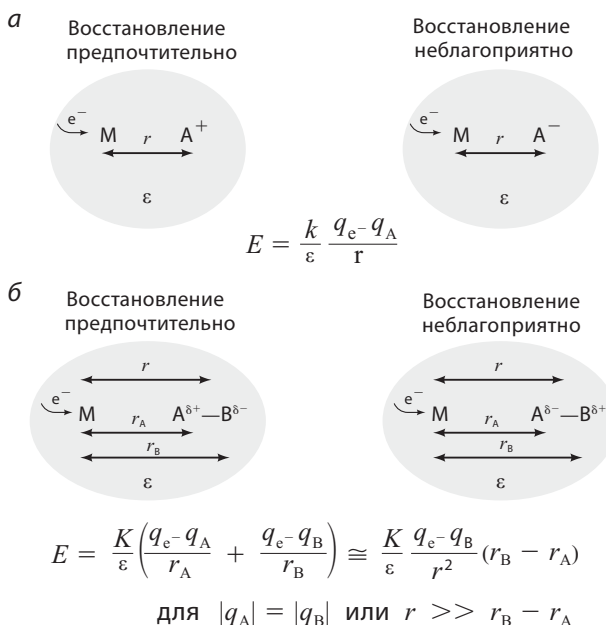 а
Восстановление предпочтительно
Восстановление неблагоприятно
e⁻ M r A⁺
ε
e⁻ M r A⁻
ε
E = k/ε q_e⁻ q_A / r
б
Восстановление предпочтительно
Восстановление неблагоприятно
r
e⁻ M A^δ+—B^δ−
r_A
r_B
ε
r
e⁻ M A^δ−—B^δ+
r_A
r_B
ε
E = K/ε (q_e⁻ q_A / r_A + q_e⁻ q_B / r_B) ≅ K/ε q_e⁻ q_B / r² (r_B − r_A)
для |q_A| = |q_B| или r >> r_B − r_A